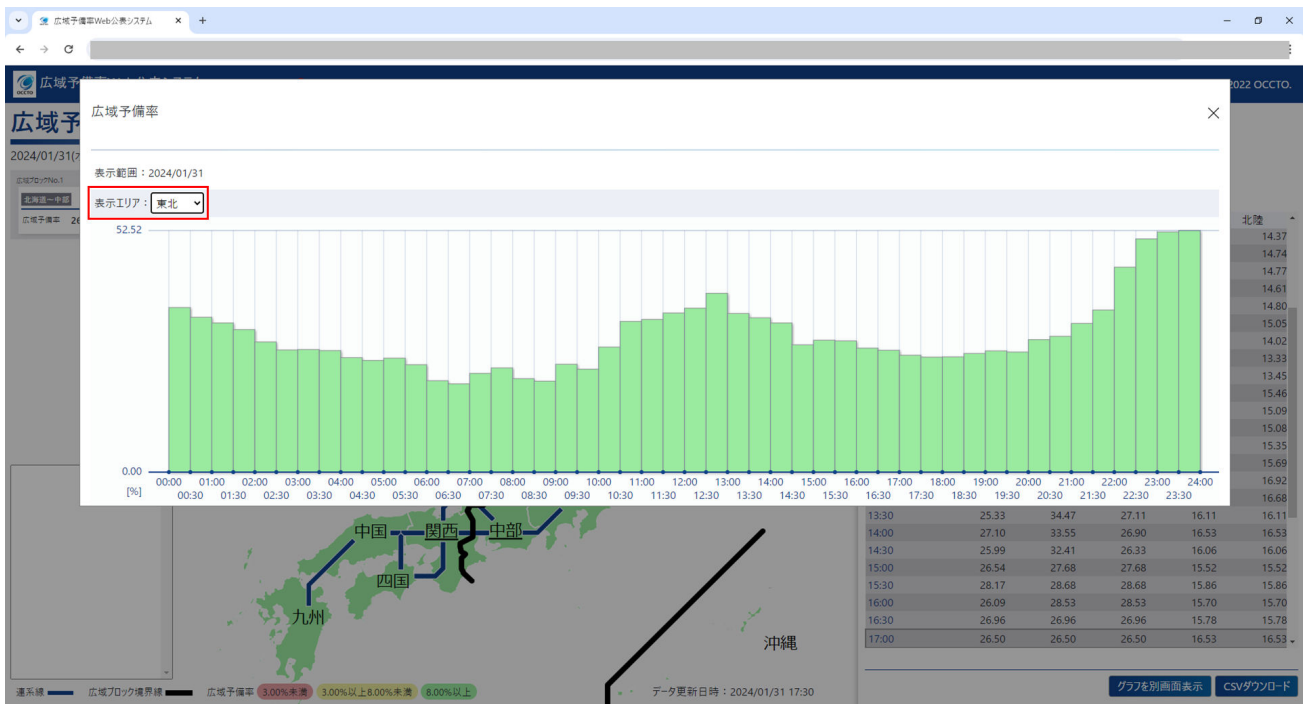 広域予備率Web公表システム
OCCTO
広域予
2022 OCCTO.
広域予
2024/01/31(
広域ブロックNo.1
北海道～中部
広域予備率 26
広域予備率
表示範囲：2024/01/31
表示エリア： 東北
52.52
0.00
[%]
00:00 01:00 02:00 03:00 04:00 05:00 06:00 07:00 08:00 09:00 10:00 11:00 12:00 13:00 14:00 15:00 16:00 17:00 18:00 19:00 20:00 21:00 22:00 23:00 24:00
00:30 01:30 02:30 03:30 04:30 05:30 06:30 07:30 08:30 09:30 10:30 11:30 12:30 13:30 14:30 15:30 16:30 17:30 18:30 19:30 20:30 21:30 22:30 23:30
北陸
14.37
14.74
14.77
14.61
14.80
15.05
14.02
13.33
13.45
15.46
15.09
15.08
15.35
15.69
16.92
16.68
13:30 25.33 34.47 27.11 16.11 16.11
14:00 27.10 33.55 26.90 16.53 16.53
14:30 25.99 32.41 26.33 16.06 16.06
15:00 26.54 27.68 27.68 15.52 15.52
15:30 28.17 28.68 28.68 15.86 15.86
16:00 26.09 28.53 28.53 15.70 15.70
16:30 26.96 26.96 26.96 15.78 15.78
17:00 26.50 26.50 26.50 16.53 16.53
中国 関西 中部
四国
九州
沖縄
連系線 広域ブロック境界線 広域予備率 3.00%未満 3.00%以上8.00%未満 8.00%以上 データ更新日時：2024/01/31 17:30
グラフを別画面表示 CSVダウンロード